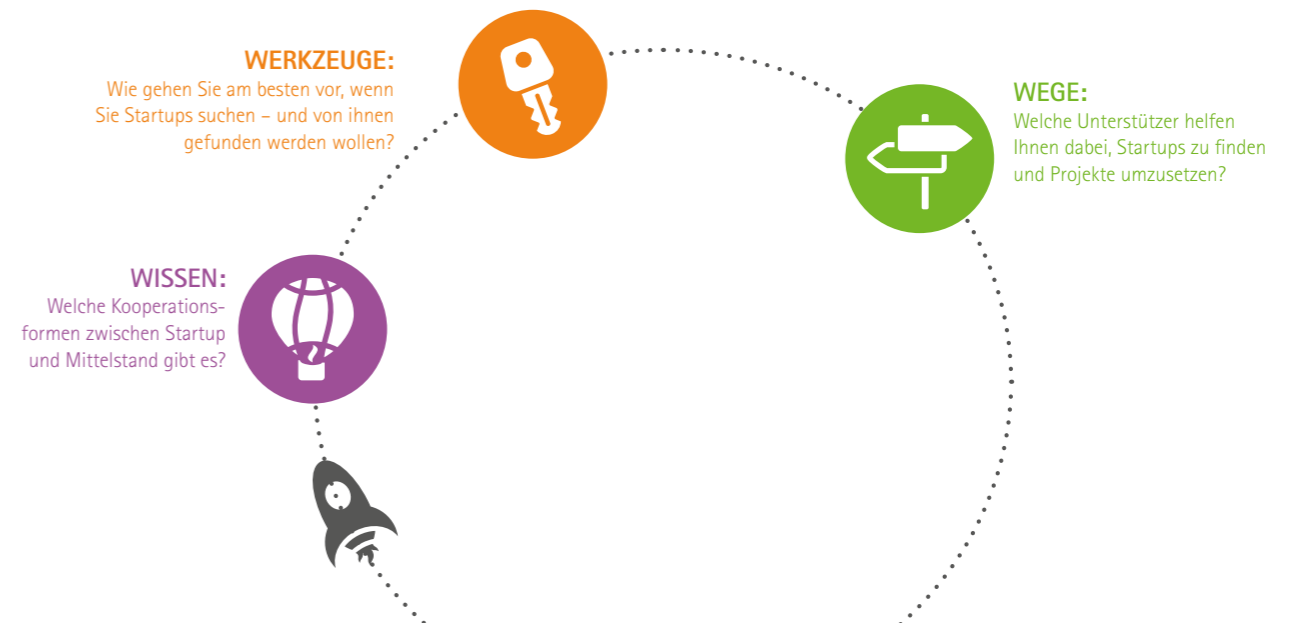 WERKZEUGE:
Wie gehen Sie am besten vor, wenn
Sie Startups suchen – und von ihnen
gefunden werden wollen?
WEGE:
Welche Unterstützer helfen
Ihnen dabei, Startups zu finden
und Projekte umzusetzen?
WISSEN:
Welche Kooperations-
formen zwischen Startup
und Mittelstand gibt es?